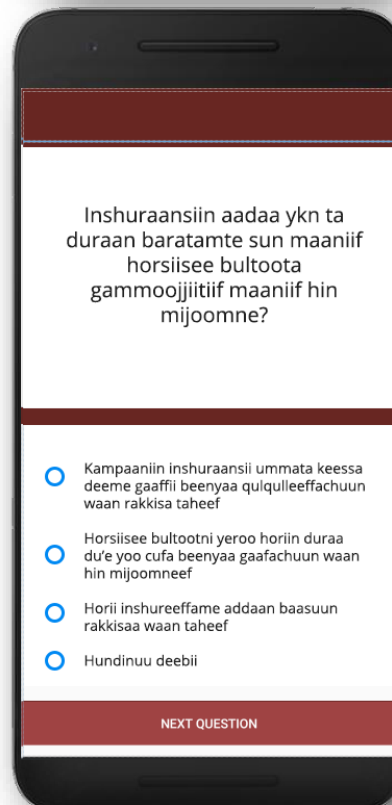 Inshuraansiin aadaa ykn ta
duraan baratamte sun maaniif
horsiisee bultoota
gammoojjiitiif maaniif hin
mijoomne?
Kampaaniin inshuraansii ummata keessa
deeme gaaffii beenyaa qulqulleeffachuun
waan rakkisa taheef
Horsiisee bultootni yeroo horiin duraa
du'e yoo cufa beenyaa gaafachuun waan
hin mijoomneef
Horii inshureeffame addaan baasuun
rakkisaa waan taheef
Hundinuu deebii
NEXT QUESTION